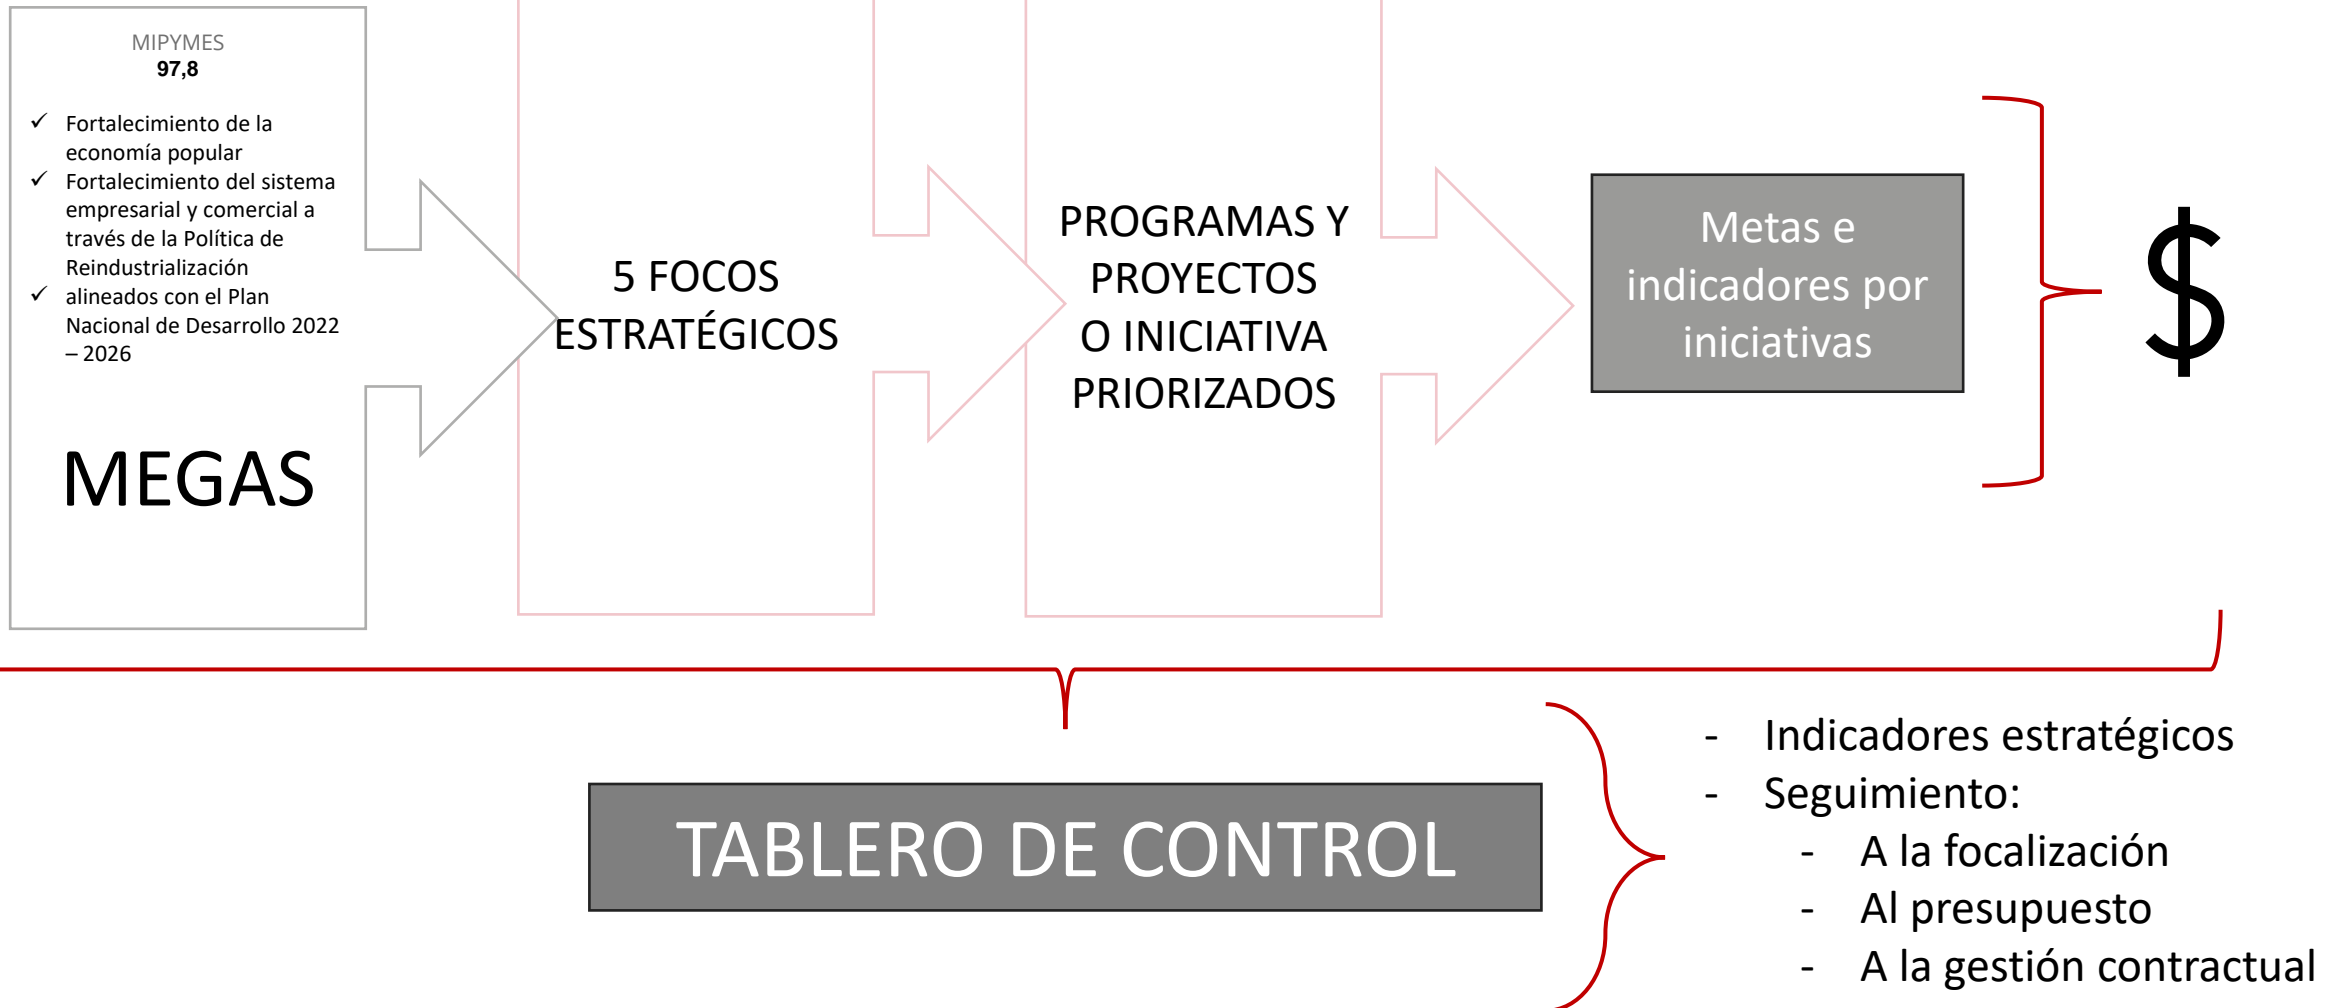 MIPYMES
97,8
✓ Fortalecimiento de la
economía popular
✓ Fortalecimiento del sistema
empresarial y comercial a
través de la Política de
Reindustrialización
✓ alineados con el Plan
Nacional de Desarrollo 2022
– 2026
MEGAS
5 FOCOS
ESTRATÉGICOS
PROGRAMAS Y
PROYECTOS
O INICIATIVA
PRIORIZADOS
Metas e
indicadores por
iniciativas
$
TABLERO DE CONTROL
- Indicadores estratégicos
- Seguimiento:
- A la focalización
- Al presupuesto
- A la gestión contractual